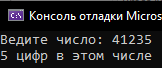 Консоль отладки Micros
Ведите число: 41235
5 цифр в этом числе